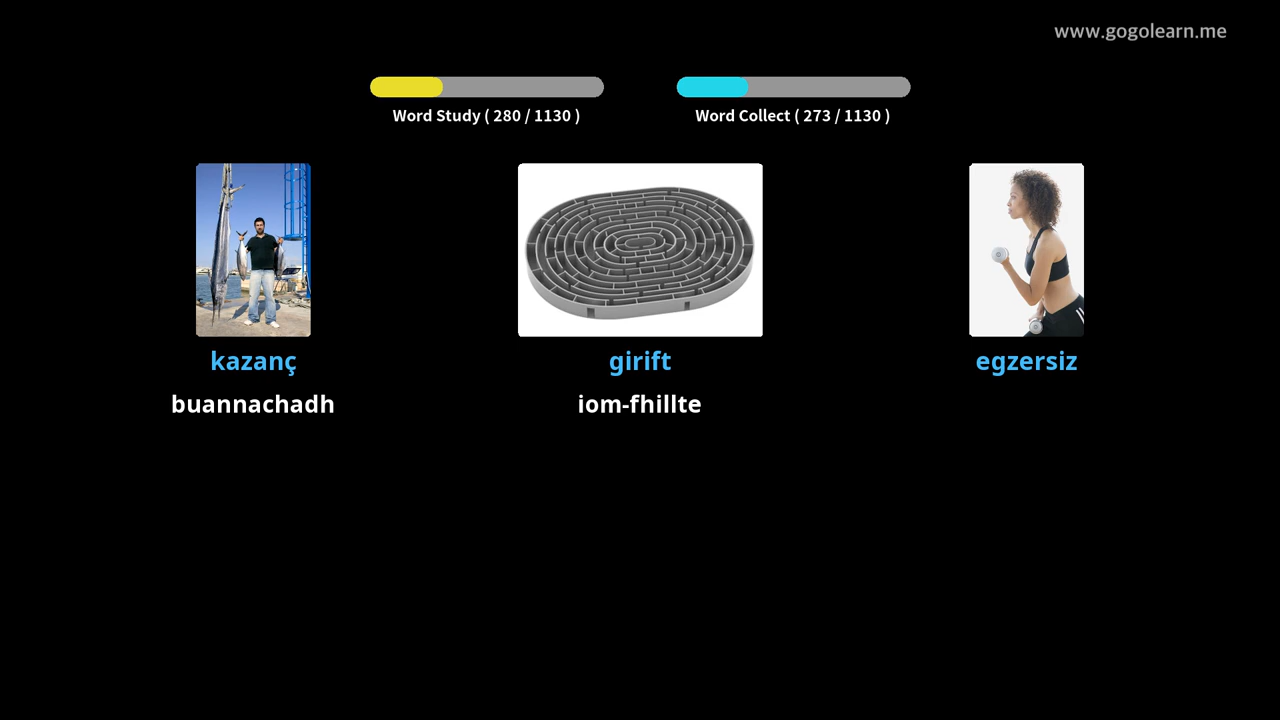 www.gogolearn.me
Word Study ( 280 / 1130 )
Word Collect ( 273 / 1130 )
kazanç
girift
egzersiz
buannachadh
iom-fhillte